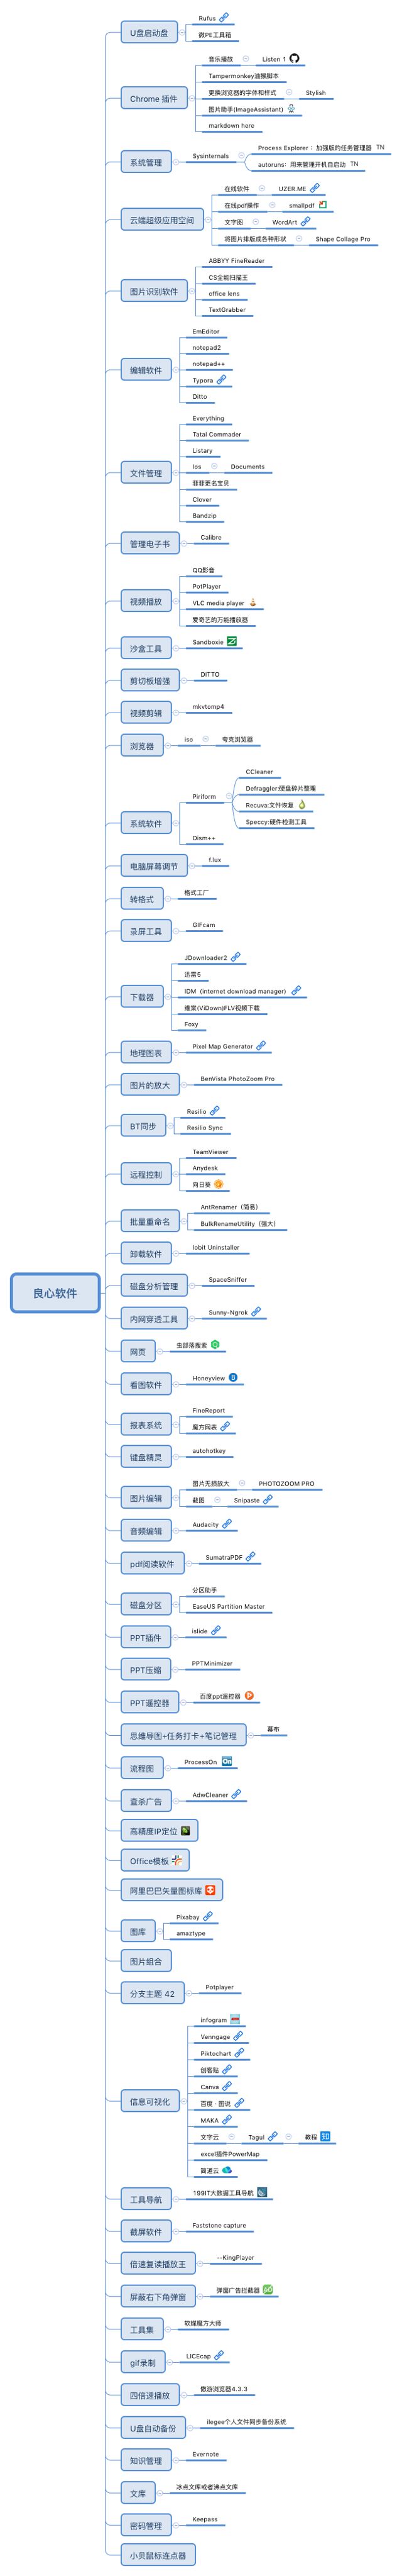 良心软件
U盘启动盘
Rufus
微PE工具箱
Chrome 插件
音乐播放
Listen 1
Tampermonkey油猴脚本
更换浏览器的字体和样式
Stylish
图片助手(ImageAssistant)
markdown here
系统管理
Sysinternals
Process Explorer ：加强版的任务管理器 TN
autoruns：用来管理开机自启动 TN
云端超级应用空间
在线软件
UZER.ME
在线pdf操作
smallpdf
文字图
WordArt
将图片排版成各种形状
Shape Collage Pro
图片识别软件
ABBYY FineReader
CS全能扫描王
office lens
TextGrabber
编辑软件
EmEditor
notepad2
notepad++
Typora
Ditto
文件管理
Everything
Tatal Commader
Listary
Ios
Documents
菲菲更名宝贝
Clover
Bandzip
管理电子书
Calibre
视频播放
QQ影音
PotPlayer
VLC media player
爱奇艺的万能播放器
沙盒工具
Sandboxie
剪切板增强
DITTO
视频剪辑
mkvtomp4
浏览器
iso
夸克浏览器
系统软件
Piriform
CCleaner
Defraggler:硬盘碎片整理
Recuva:文件恢复
Speccy:硬件检测工具
Dism++
电脑屏幕调节
f.lux
转格式
格式工厂
录屏工具
GIFcam
下载器
JDownloader2
迅雷5
IDM（internet download manager）
维棠(ViDown)FLV视频下载
Foxy
地理图表
Pixel Map Generator
图片的放大
BenVista PhotoZoom Pro
BT同步
Resilio
Resilio Sync
远程控制
TeamViewer
Anydesk
向日葵
批量重命名
AntRenamer（简易）
BulkRenameUtility（强大）
卸载软件
Iobit Uninstaller
磁盘分析管理
SpaceSniffer
内网穿透工具
Sunny-Ngrok
网页
虫部落搜索
看图软件
Honeyview
报表系统
FineReport
魔方网表
键盘精灵
autohotkey
图片编辑
图片无损放大
PHOTOZOOM PRO
截图
Snipaste
音频编辑
Audacity
pdf阅读软件
SumatraPDF
磁盘分区
分区助手
EaseUS Partition Master
PPT插件
islide
PPT压缩
PPTMinimizer
PPT遥控器
百度ppt遥控器
思维导图+任务打卡+笔记管理
幕布
流程图
ProcessOn
On
查杀广告
AdwCleaner
高精度IP定位
Office模板
阿里巴巴矢量图标库
图库
Pixabay
amaztype
图片组合
分支主题 42
Potplayer
信息可视化
infogram
Venngage
Piktochart
创客贴
Canva
百度 · 图说
MAKA
文字云
Tagul
教程
知
excel插件PowerMap
简道云
工具导航
199IT大数据工具导航
截屏软件
Faststone capture
倍速复读播放王
--KingPlayer
屏蔽右下角弹窗
弹窗广告拦截器
工具集
软媒魔方大师
gif录制
LICEcap
四倍速播放
傲游浏览器4.3.3
U盘自动备份
ilegee个人文件同步备份系统
知识管理
Evernote
文库
冰点文库或者沸点文库
密码管理
Keepass
小贝鼠标连点器